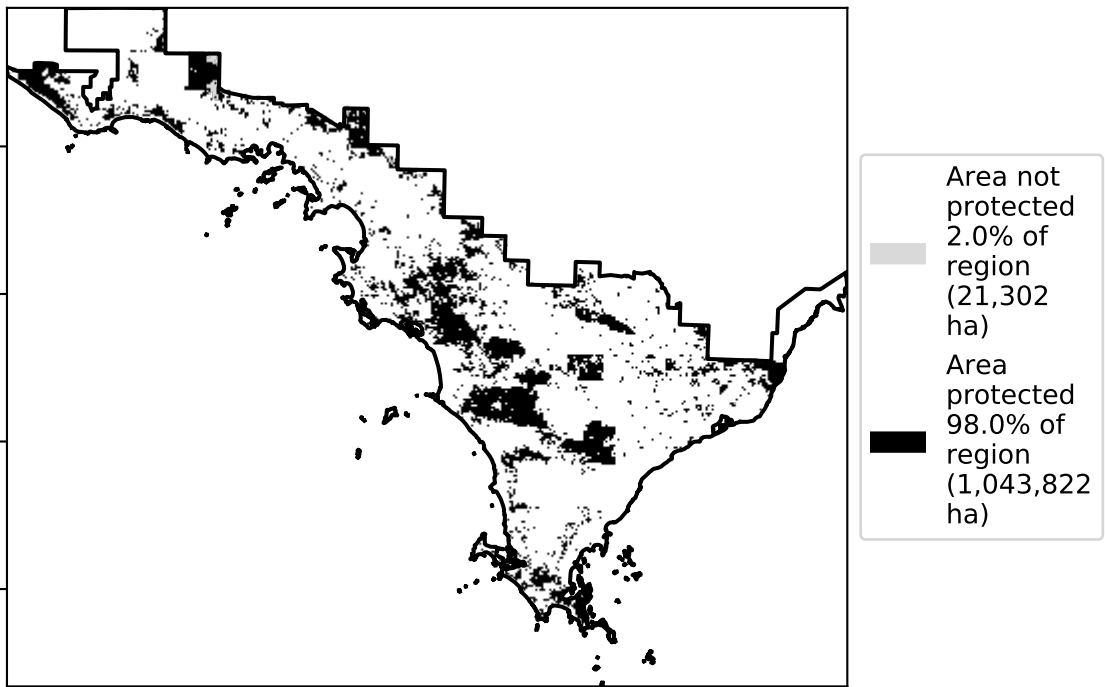 Area not
protected
2.0% of
region
(21,302
ha)
Area
protected
98.0% of
region
(1,043,822
ha)